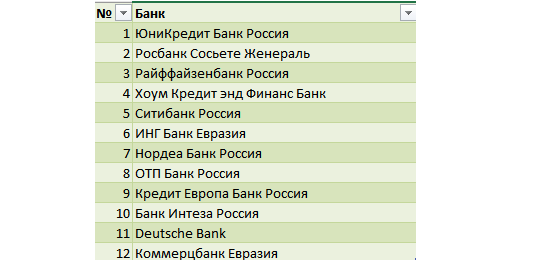 № Банк
1 ЮниКредит Банк Россия
2 Росбанк Сосьете Женераль
3 Райффайзенбанк Россия
4 Хоум Кредит энд Финанс Банк
5 Ситибанк Россия
6 ИНГ Банк Евразия
7 Нордеа Банк Россия
8 ОТП Банк Россия
9 Кредит Европа Банк Россия
10 Банк Интеза Россия
11 Deutsche Bank
12 Коммерцбанк Евразия